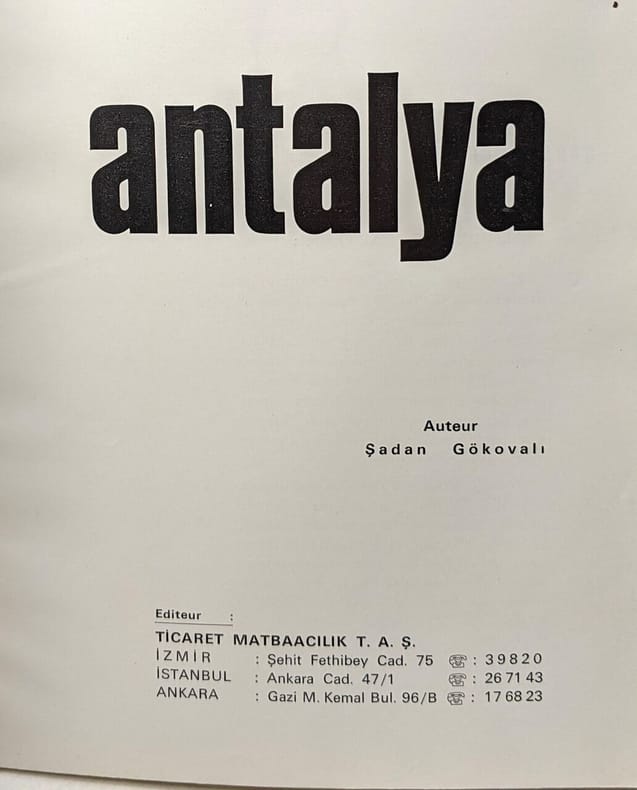 antalya
Auteur
Şadan Gökovalı
Editeur :
TİCARET MATBAACILIK T. A. Ş.
İZMİR : Şehit Fethibey Cad. 75 ☏ : 39820
İSTANBUL : Ankara Cad. 47/1 ☏ : 26 71 43
ANKARA : Gazi M. Kemal Bul. 96/B ☏ : 17 68 23